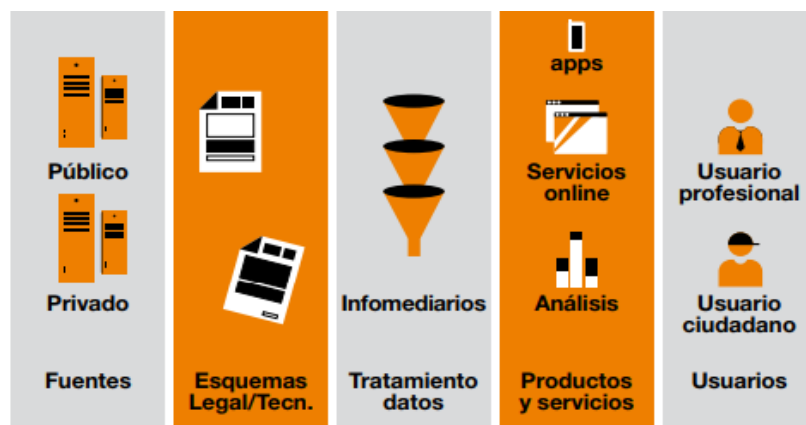 Público
Privado
Fuentes
Esquemas
Legal/Tecn.
Infomediarios
Tratamiento
datos
apps
Servicios
online
Análisis
Productos
y servicios
Usuario
profesional
Usuario
ciudadano
Usuarios